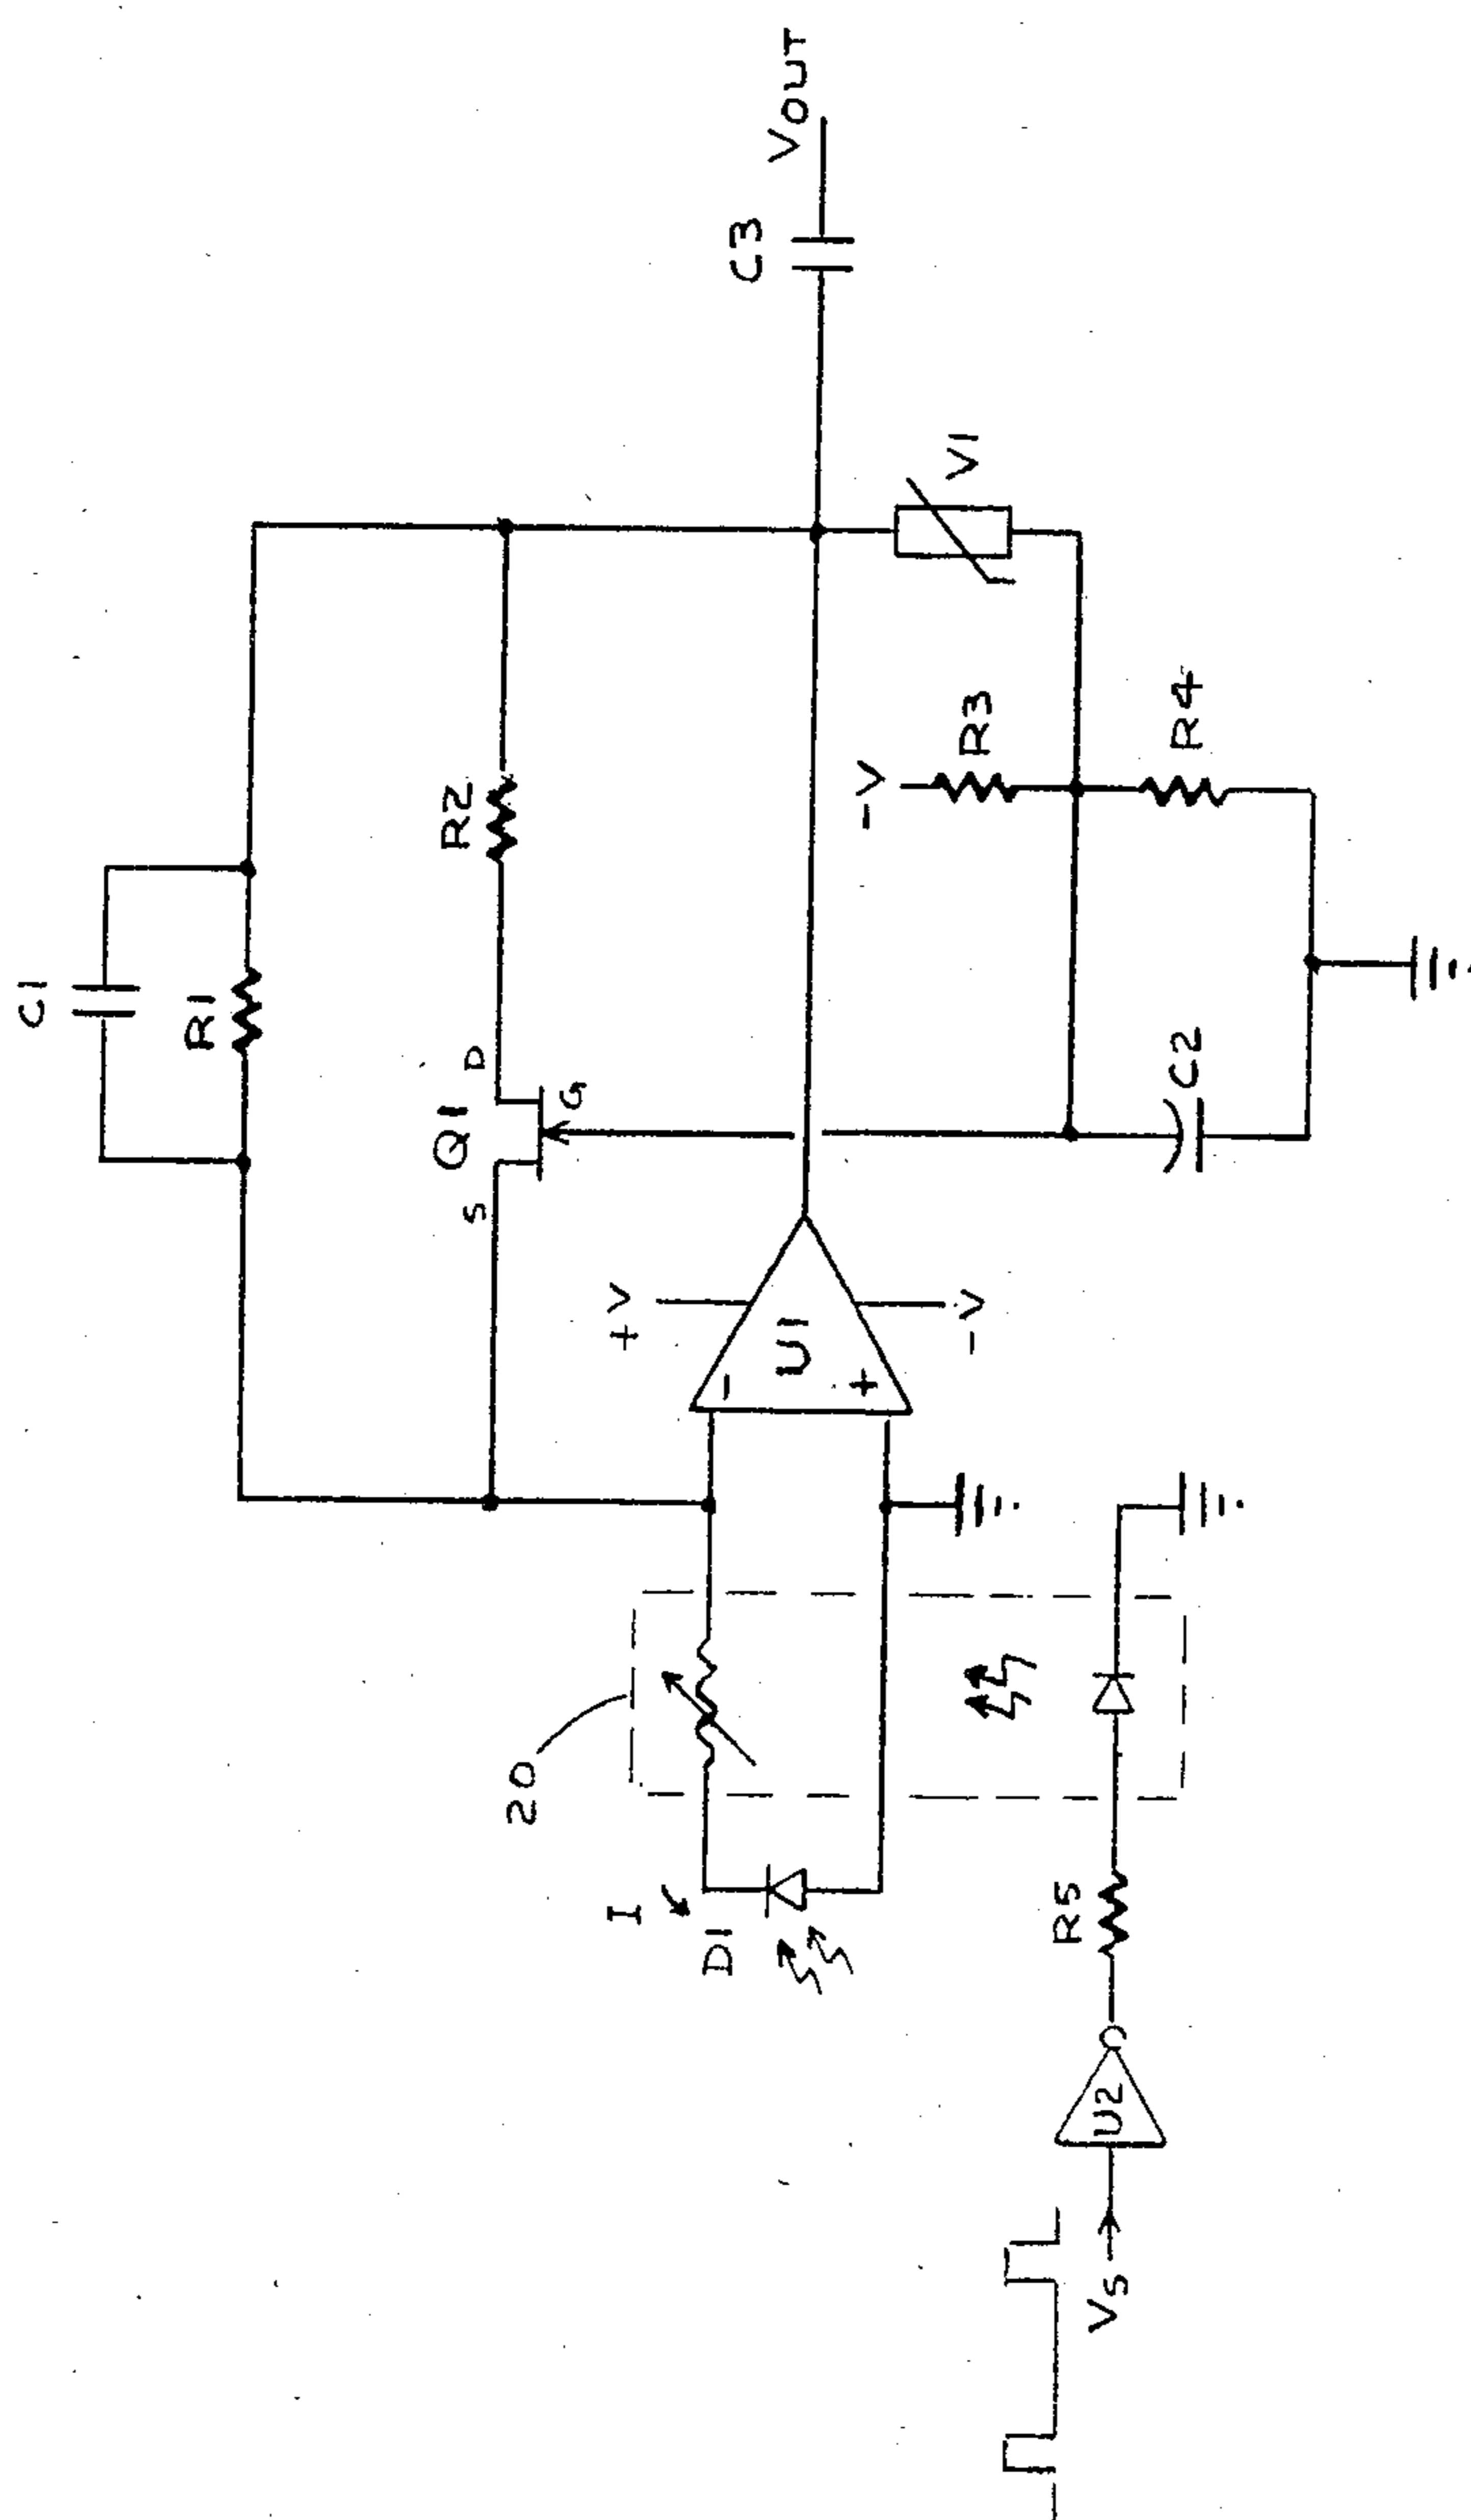 C1
R1
Q1
D
S
G
R2
C3
VOUT
+V
-
U1
+
-V
V1
-V
R3
R4
C2
20
I
D1
R5
U2
Vs